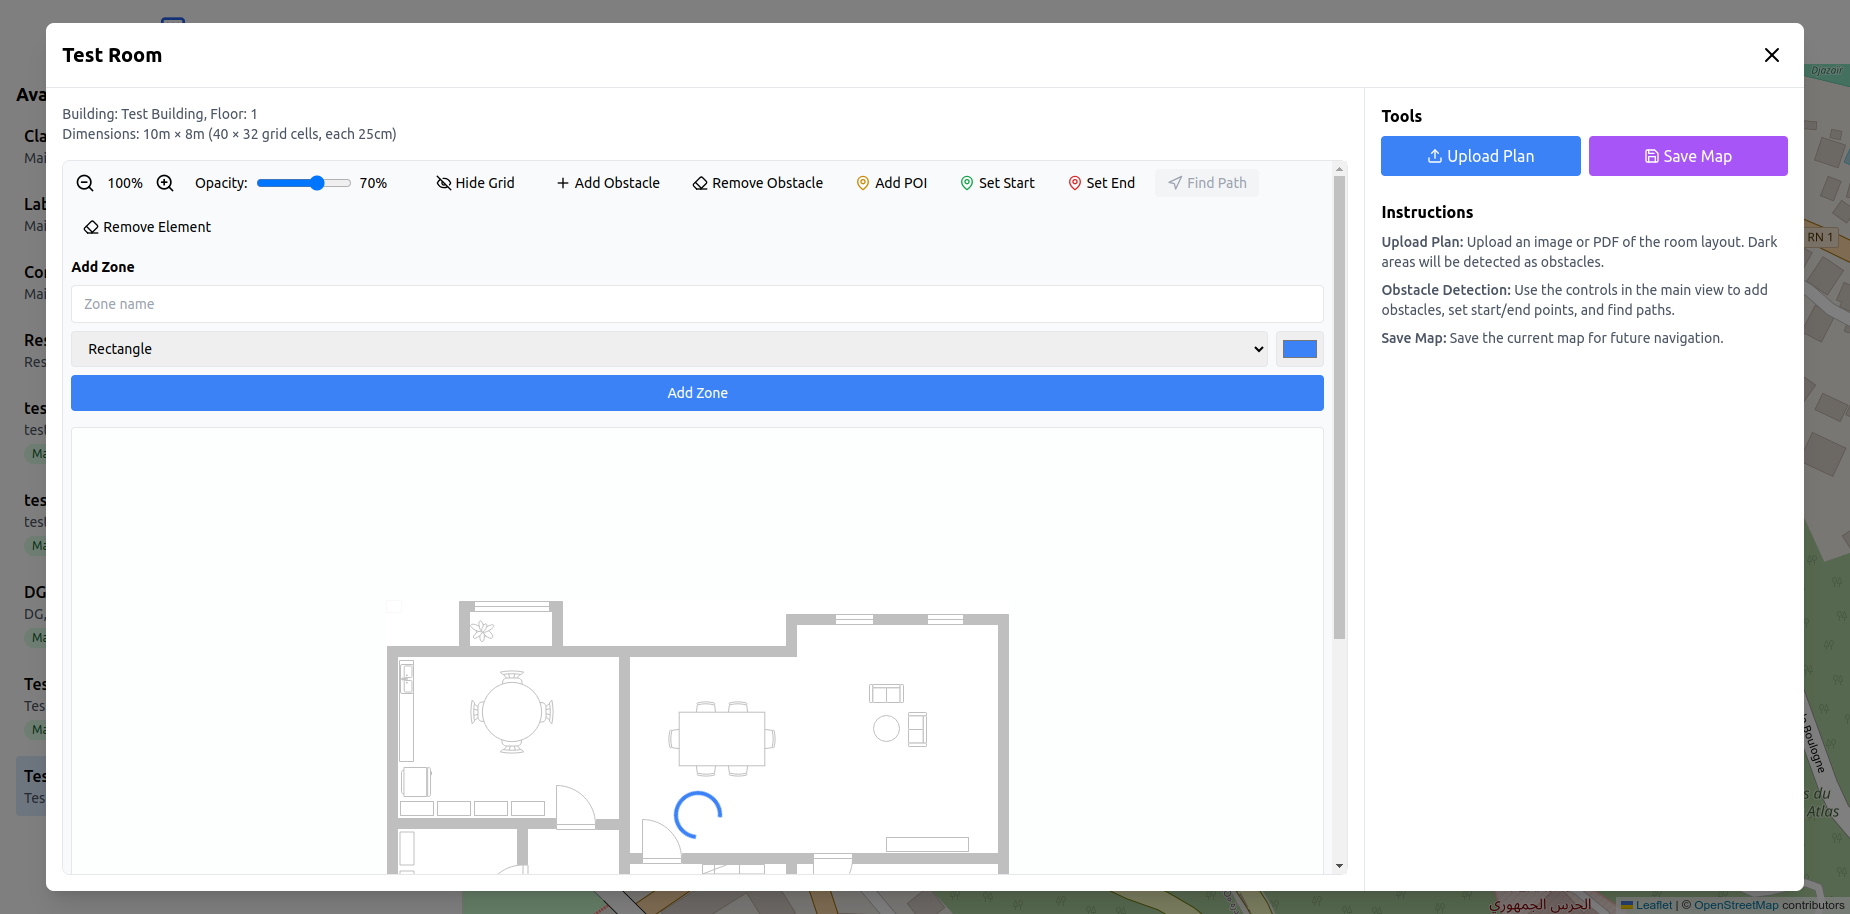 Test Room
Building: Test Building, Floor: 1
Dimensions: 10m × 8m (40 × 32 grid cells, each 25cm)
100%
Opacity:
70%
Hide Grid
Add Obstacle
Remove Obstacle
Add POI
Set Start
Set End
Find Path
Remove Element
Add Zone
Zone name
Rectangle
Add Zone
Tools
Upload Plan
Save Map
Instructions
Upload Plan: Upload an image or PDF of the room layout. Dark
areas will be detected as obstacles.
Obstacle Detection: Use the controls in the main view to add
obstacles, set start/end points, and find paths.
Save Map: Save the current map for future navigation.
Ava
Cla
Mai
Lab
Mai
Con
Mai
Res
Res
tes
test
Ma
tes
test
Ma
DG
DG,
Ma
Tes
Tes
Ma
Tes
Tes
Djazair
RN 1
Boulogne
s du
Atlas
الحرس الجمهوري
Leaflet | © OpenStreetMap contributors